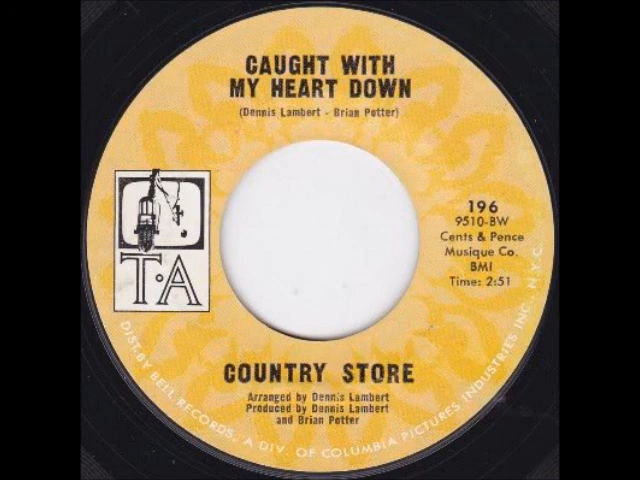 CAUGHT WITH
MY HEART DOWN
(Dennis Lambert - Brian Potter)
T·A
196
9510-BW
Cents & Pence
Musique Co.
BMI
Time: 2:51
COUNTRY STORE
Arranged by Dennis Lambert
Produced by Dennis Lambert
and Brian Potter
DIST. BY BELL RECORDS, A DIV. OF COLUMBIA PICTURES INDUSTRIES INC., N.Y.C.